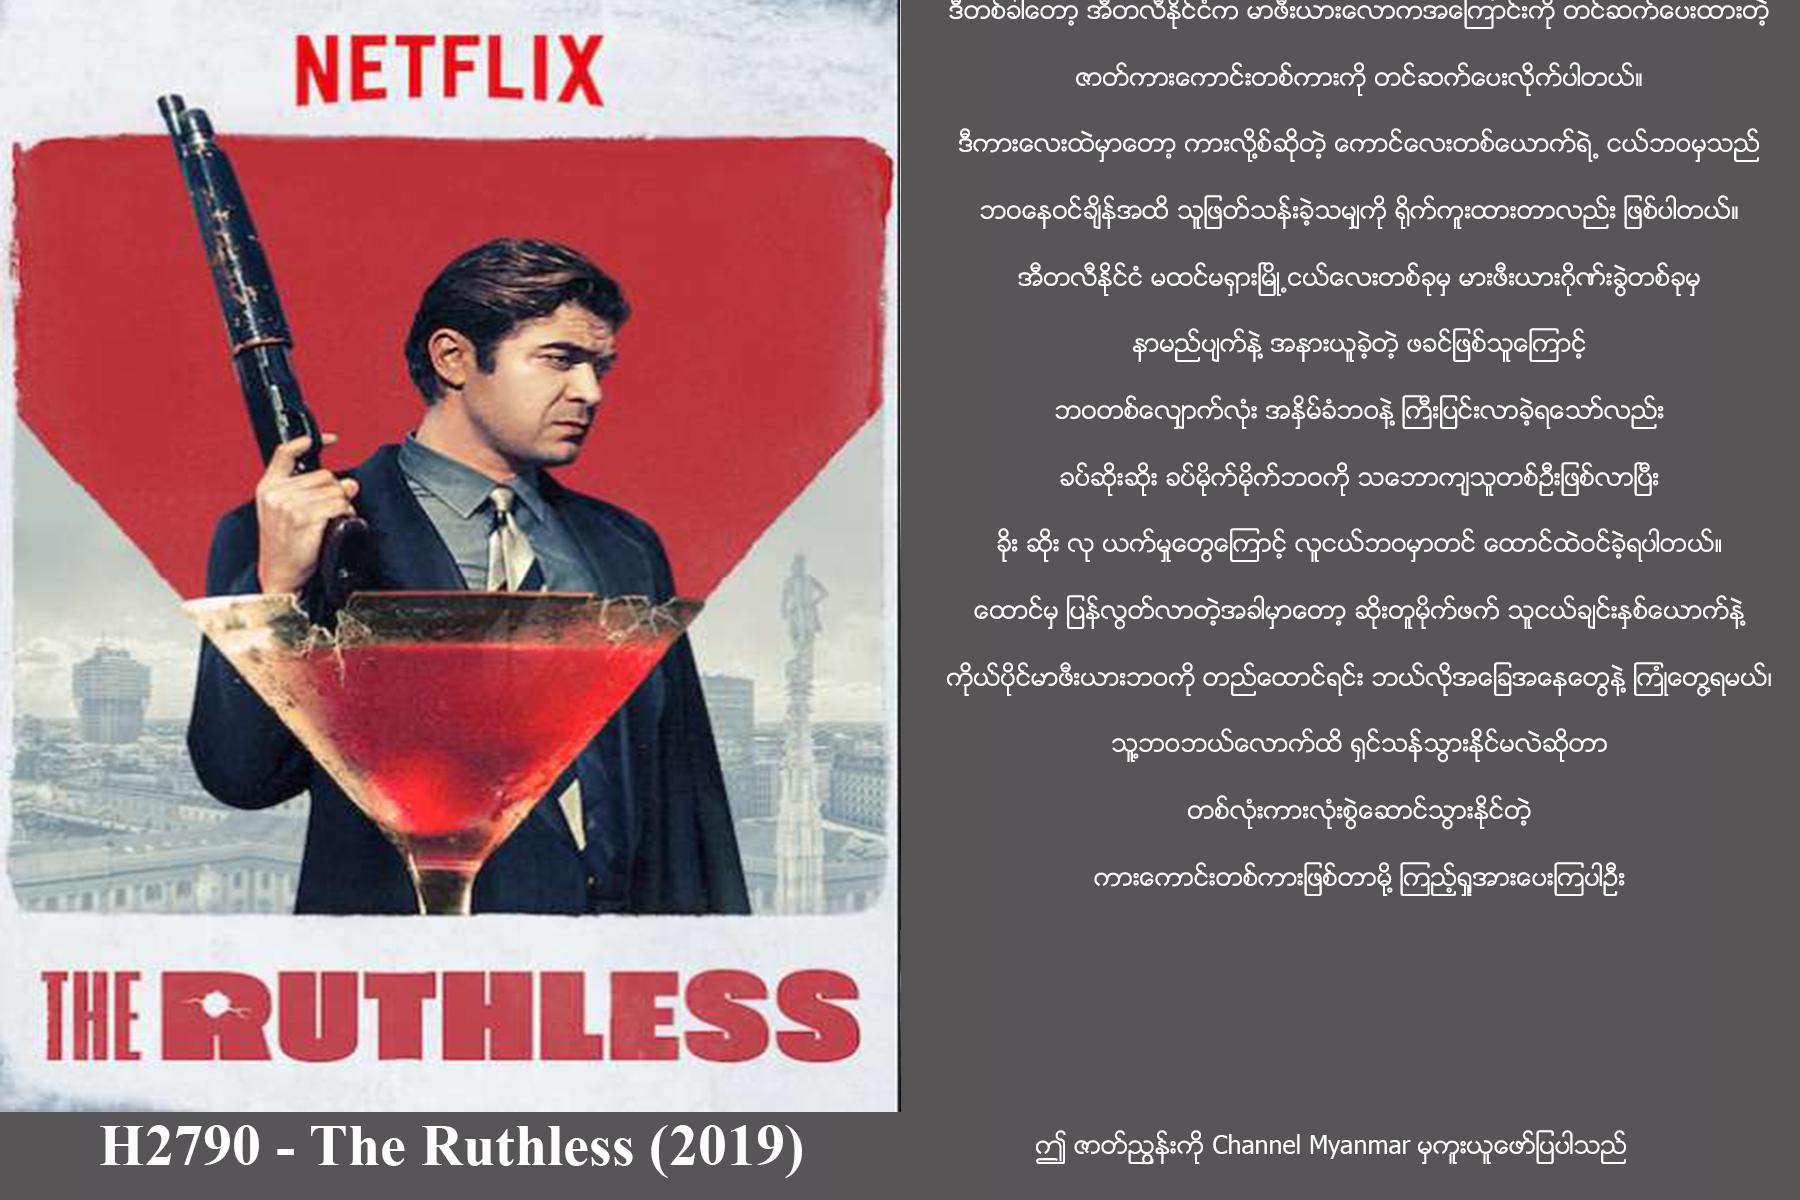 NETFLIX
THE RUTHLESS
H2790 - The Ruthless (2019)
ဒီတစ်ခါတော့ အီတလီနိုင်ငံက မာဖီးယားလောကအကြောင်းကို တင်ဆက်ပေးထားတဲ့
ဇာတ်ကားကောင်းတစ်ကားကို တင်ဆက်ပေးလိုက်ပါတယ်။
ဒီကားလေးထဲမှာတော့ ကားလို့စ်ဆိုတဲ့ ကောင်လေးတစ်ယောက်ရဲ့ ငယ်ဘဝမှသည်
ဘဝနေဝင်ချိန်အထိ သူဖြတ်သန်းခဲ့သမျှကို ရိုက်ကူးထားတာလည်း ဖြစ်ပါတယ်။
အီတလီနိုင်ငံ မထင်မရှားမြို့ငယ်လေးတစ်ခုမှ မားဖီးယားဂိုဏ်းခွဲတစ်ခုမှ
နာမည်ပျက်နဲ့ အနားယူခဲ့တဲ့ ဖခင်ဖြစ်သူကြောင့်
ဘဝတစ်လျှောက်လုံး အနှိမ်ခံဘဝနဲ့ ကြီးပြင်းလာခဲ့ရသော်လည်း
ခပ်ဆိုးဆိုး ခပ်မိုက်မိုက်ဘဝကို သဘောကျသူတစ်ဦးဖြစ်လာပြီး
ခိုး ဆိုး လု ယက်မှုတွေကြောင့် လူငယ်ဘဝမှာတင် ထောင်ထဲဝင်ခဲ့ရပါတယ်။
ထောင်မှ ပြန်လွတ်လာတဲ့အခါမှာတော့ ဆိုးတူမိုက်ဖက် သူငယ်ချင်းနှစ်ယောက်နဲ့
ကိုယ်ပိုင်မာဖီးယားဘဝကို တည်ထောင်ရင်း ဘယ်လိုအခြေအနေတွေနဲ့ ကြုံတွေ့ရမယ်၊
သူ့ဘဝဘယ်လောက်ထိ ရှင်သန်သွားနိုင်မလဲဆိုတာ
တစ်လုံးကားလုံးစွဲဆောင်သွားနိုင်တဲ့
ကားကောင်းတစ်ကားဖြစ်တာမို့ ကြည့်ရှုအားပေးကြပါဦး
ဤ ဇာတ်ညွှန်းကို Channel Myanmar မှကူးယူဖော်ပြပါသည်